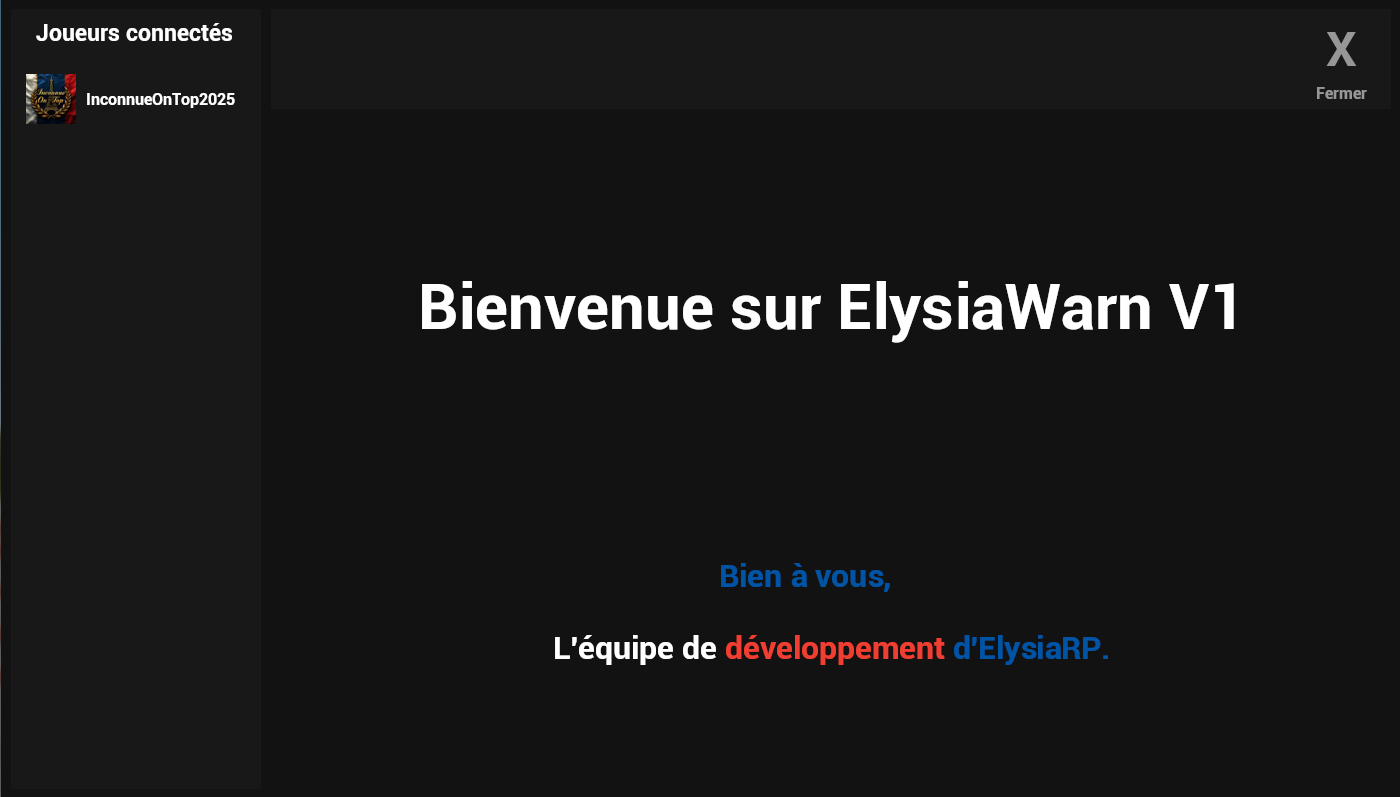 Joueurs connectés
InconnueOnTop2025
X
Fermer
Bienvenue sur ElysiaWarn V1
Bien à vous,
L'équipe de développement d'ElysiaRP.